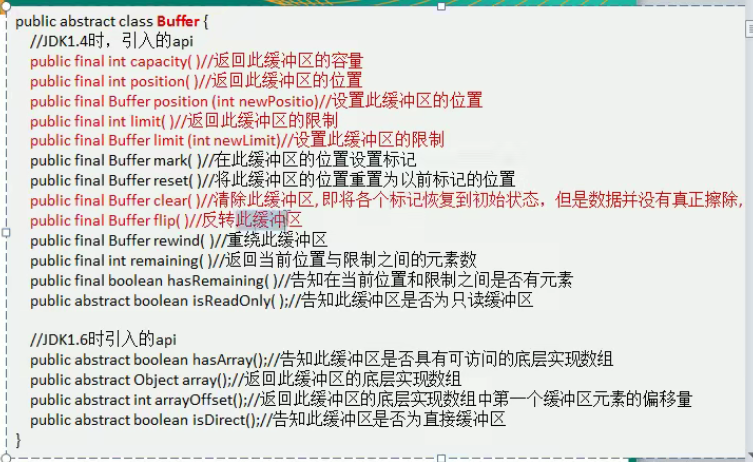 public abstract class Buffer {
//JDK1.4时，引入的api
public final int capacity( )//返回此缓冲区的容量
public final int position( )//返回此缓冲区的位置
public final Buffer position (int newPositio)//设置此缓冲区的位置
public final int limit( )//返回此缓冲区的限制
public final Buffer limit (int newLimit)//设置此缓冲区的限制
public final Buffer mark( )//在此缓冲区的位置设置标记
public final Buffer reset( )//将此缓冲区的位置重置为以前标记的位置
public final Buffer clear( )//清除此缓冲区, 即将各个标记恢复到初始状态，但是数据并没有真正擦除,
public final Buffer flip( )//反转此缓冲区
public final Buffer rewind( )//重绕此缓冲区
public final int remaining( )//返回当前位置与限制之间的元素数
public final boolean hasRemaining( )//告知在当前位置和限制之间是否有元素
public abstract boolean isReadOnly( );//告知此缓冲区是否为只读缓冲区
//JDK1.6时引入的api
public abstract boolean hasArray();//告知此缓冲区是否具有可访问的底层实现数组
public abstract Object array();//返回此缓冲区的底层实现数组
public abstract int arrayOffset();//返回此缓冲区的底层实现数组中第一个缓冲区元素的偏移量
public abstract boolean isDirect();//告知此缓冲区是否为直接缓冲区
}